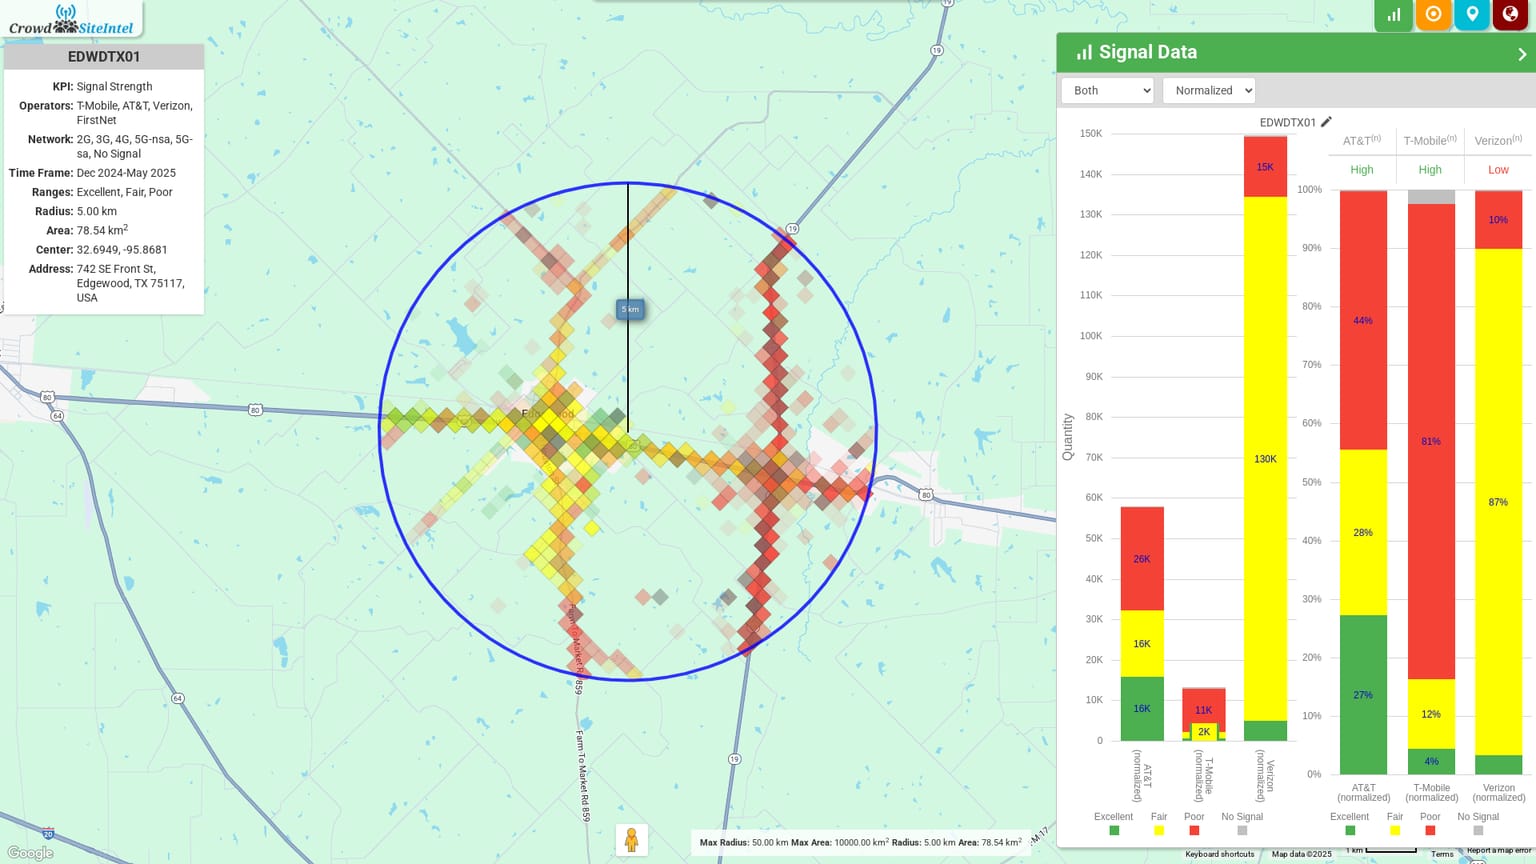 Crowd SiteIntel
EDWDTX01
KPI: Signal Strength
Operators: T-Mobile, AT&T, Verizon,
FirstNet
Network: 2G, 3G, 4G, 5G-nsa, 5G-
sa, No Signal
Time Frame: Dec 2024-May 2025
Ranges: Excellent, Fair, Poor
Radius: 5.00 km
Area: 78.54 km²
Center: 32.6949, -95.8681
Address: 742 SE Front St,
Edgewood, TX 75117,
USA
19
19
19
5 km
80
64
80
80
80
64
19
20
Farm To Market Rd 859
Farm To Market Rd 859
Google
Max Radius: 5.00 km Max Area: 10000.00 km² Radius: 5.00 km Area: 78.54 km²
M-17
Keyboard shortcuts
Map data ©2025
1 km
Terms
Report a map error
Signal Data
Both
Normalized
EDWDTX01
150K
140K
130K
120K
110K
100K
90K
80K
70K
60K
50K
40K
30K
20K
10K
0
Quantity
26K
16K
16K
11K
2K
15K
130K
AT&T
(normalized)
T-Mobile
(normalized)
Verizon
(normalized)
Excellent Fair Poor No Signal
AT&T(n) T-Mobile(n) Verizon(n)
High High Low
100%
90%
80%
70%
60%
50%
40%
30%
20%
10%
0%
44%
28%
27%
81%
12%
4%
10%
87%
AT&T
(normalized)
T-Mobile
(normalized)
Verizon
(normalized)
Excellent Fair Poor No Signal